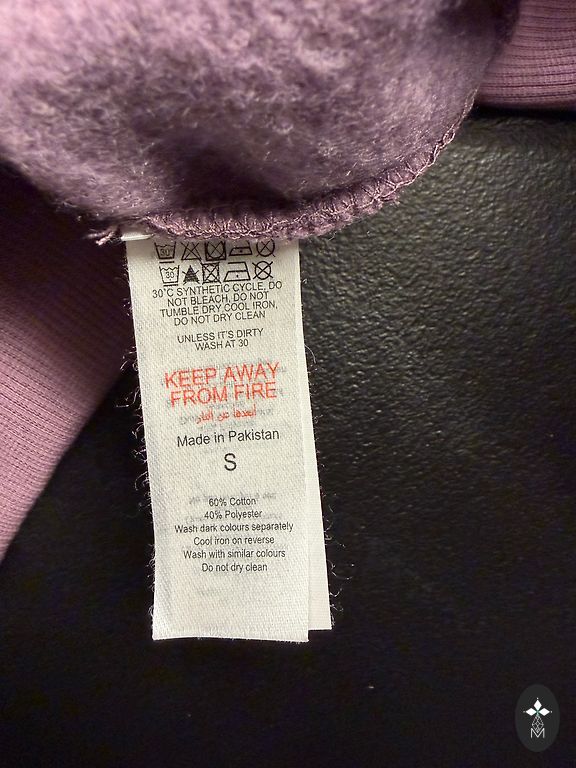 30
30
30°C SYNTHETIC CYCLE, DO
NOT BLEACH, DO NOT
TUMBLE DRY COOL IRON,
DO NOT DRY CLEAN
UNLESS IT'S DIRTY
WASH AT 30
KEEP AWAY
FROM FIRE
أبعدها عن النار
Made in Pakistan
S
60% Cotton
40% Polyester
Wash dark colours separately
Cool iron on reverse
Wash with similar colours
Do not dry clean